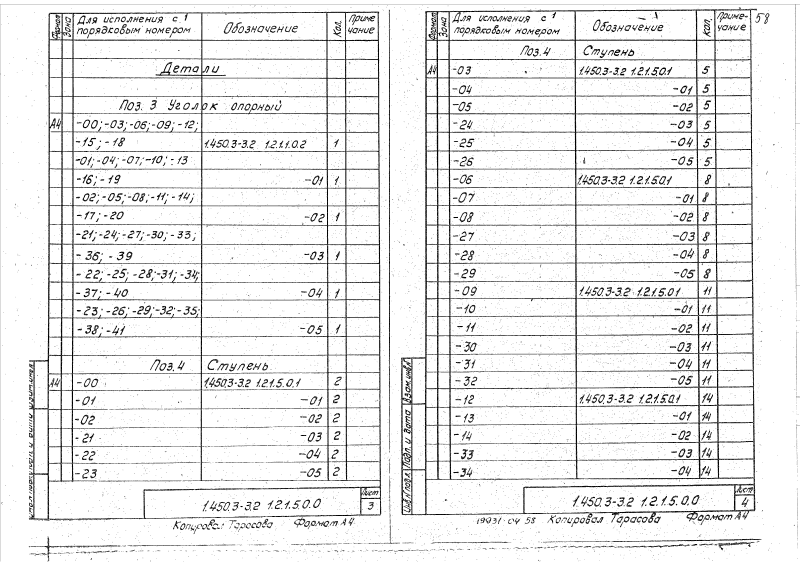 Формат Зона Для исполнения с 1 порядковым номером Обозначение Кол. Приме чание
Детали
Поз. 3 Уголок опорный
А4 -00; -03; -06; -09; -12;
-15; -18 1.450.3-3.2 1.2.1.1.0.2 1
-01; -04; -07; -10; -13
-16; -19 -01 1
-02; -05; -08; -11; -14;
-17; -20 -02 1
-21; -24; -27; -30; -33;
-36; -39 -03 1
-22; -25; -28; -31; -34;
-37; -40 -04 1
-23; -26; -29; -32; -35;
-38; -41 -05 1
Поз.4 Ступень
А4 -00 1.450.3-3.2 1.2.1.5.0.1 2
-01 -01 2
-02 -02 2
-21 -03 2
-22 -04 2
-23 -05 2
1.450.3-3.2 1.2.1.5.0.0 Лист 3
Копировал Тарасова Формат А4
58
Формат Зона Для исполнения с 1 порядковым номером Обозначение Кол. Приме- чание
Поз.4 Ступень
А4 -03 1.450.3-3.2 1.2.1.5.0.1 5
-04 -01 5
-05 -02 5
-24 -03 5
-25 -04 5
-26 -05 5
-06 1.450.3-3.2 1.2.1.5.0.1 8
-07 -01 8
-08 -02 8
-27 -03 8
-28 -04 8
-29 -05 8
-09 1.450.3-3.2 1.2.1.5.0.1 11
-10 -01 11
-11 -02 11
-30 -03 11
-31 -04 11
-32 -05 11
-12 1.450.3-3.2 1.2.1.5.0.1 14
-13 -01 14
-14 -02 14
-33 -03 14
-34 -04 14
Инв.№подл. Подп. и дата Взам.инв.№
1.450.3-3.2 1.2.1.5.0.0 Лист 4
19931-04 58 Копировал Тарасова Формат А4